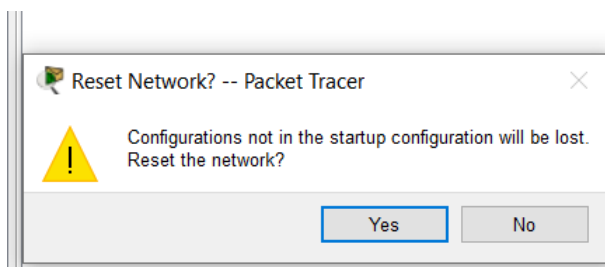 Reset Network? -- Packet Tracer
Configurations not in the startup configuration will be lost.
Reset the network?
Yes
No